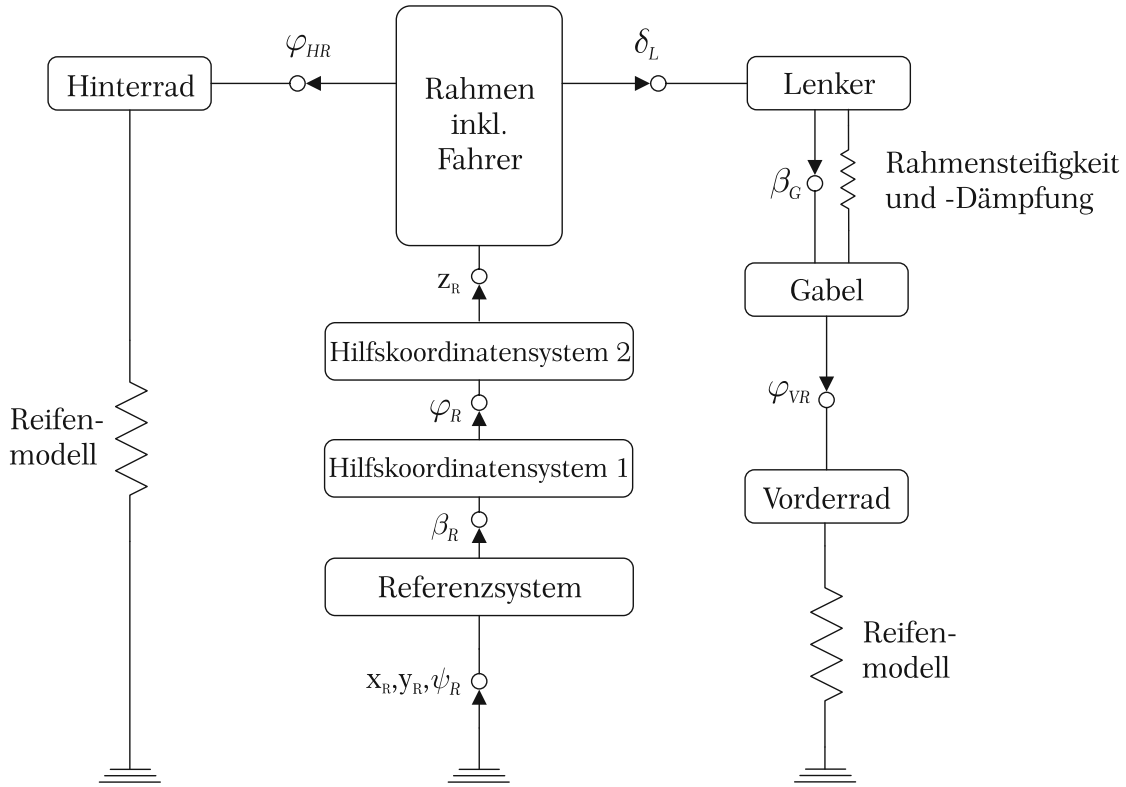 φHR
δL
Hinterrad
Rahmen
inkl.
Fahrer
Lenker
βG
Rahmensteifigkeit
und -Dämpfung
zR
Gabel
Hilfskoordinatensystem 2
φR
φVR
Reifen-
modell
Hilfskoordinatensystem 1
βR
Vorderrad
Referenzsystem
xR,yR,ψR
Reifen-
modell